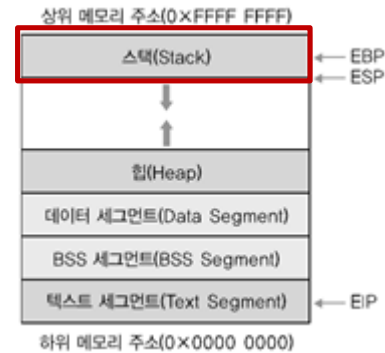 상위 메모리 주소(0×FFFF FFFF)
스택(Stack)
EBP
ESP
힙(Heap)
데이터 세그먼트(Data Segment)
BSS 세그먼트(BSS Segment)
텍스트 세그먼트(Text Segment)
EIP
하위 메모리 주소(0×0000 0000)